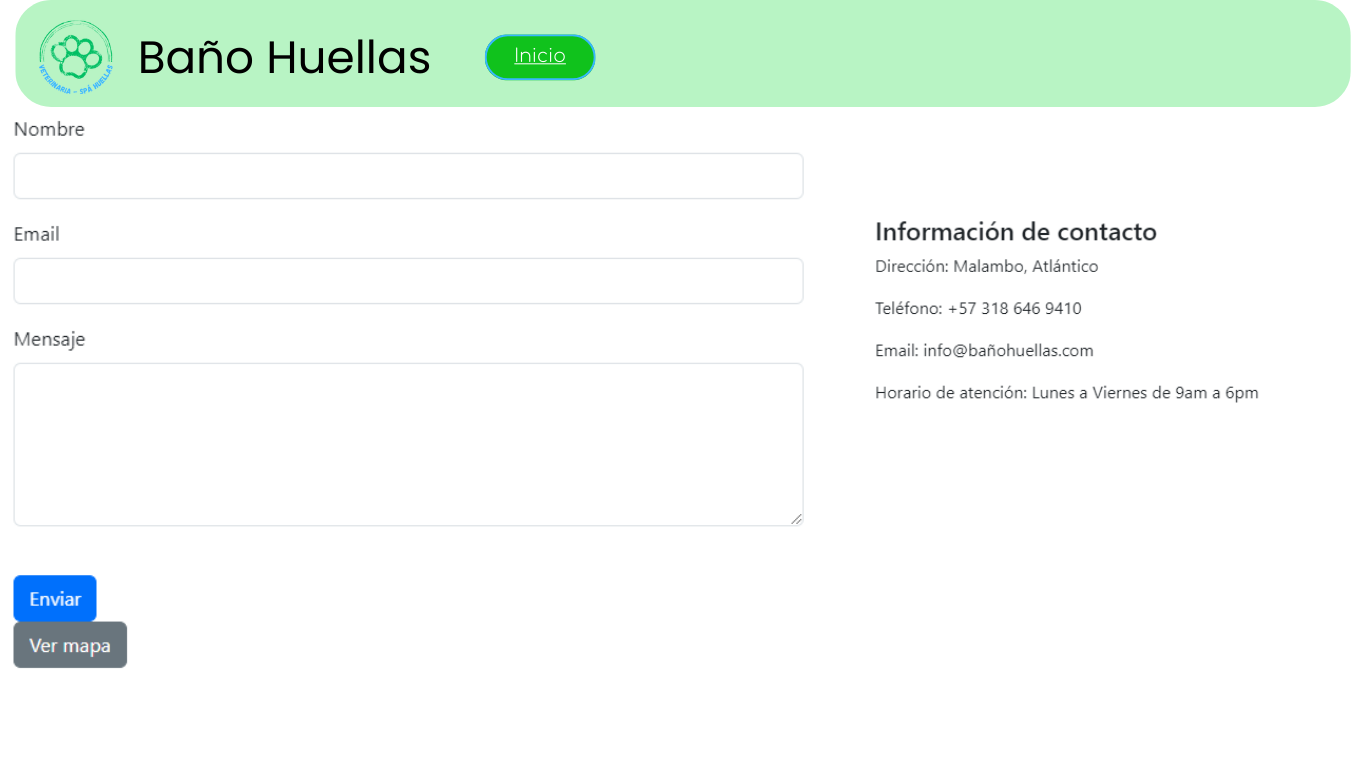 VETERINARIA - SPÁ HUELLAS
Baño Huellas
Inicio
Nombre
Email
Mensaje
Enviar
Ver mapa
Información de contacto
Dirección: Malambo, Atlántico
Teléfono: +57 318 646 9410
Email: info@bañohuellas.com
Horario de atención: Lunes a Viernes de 9am a 6pm